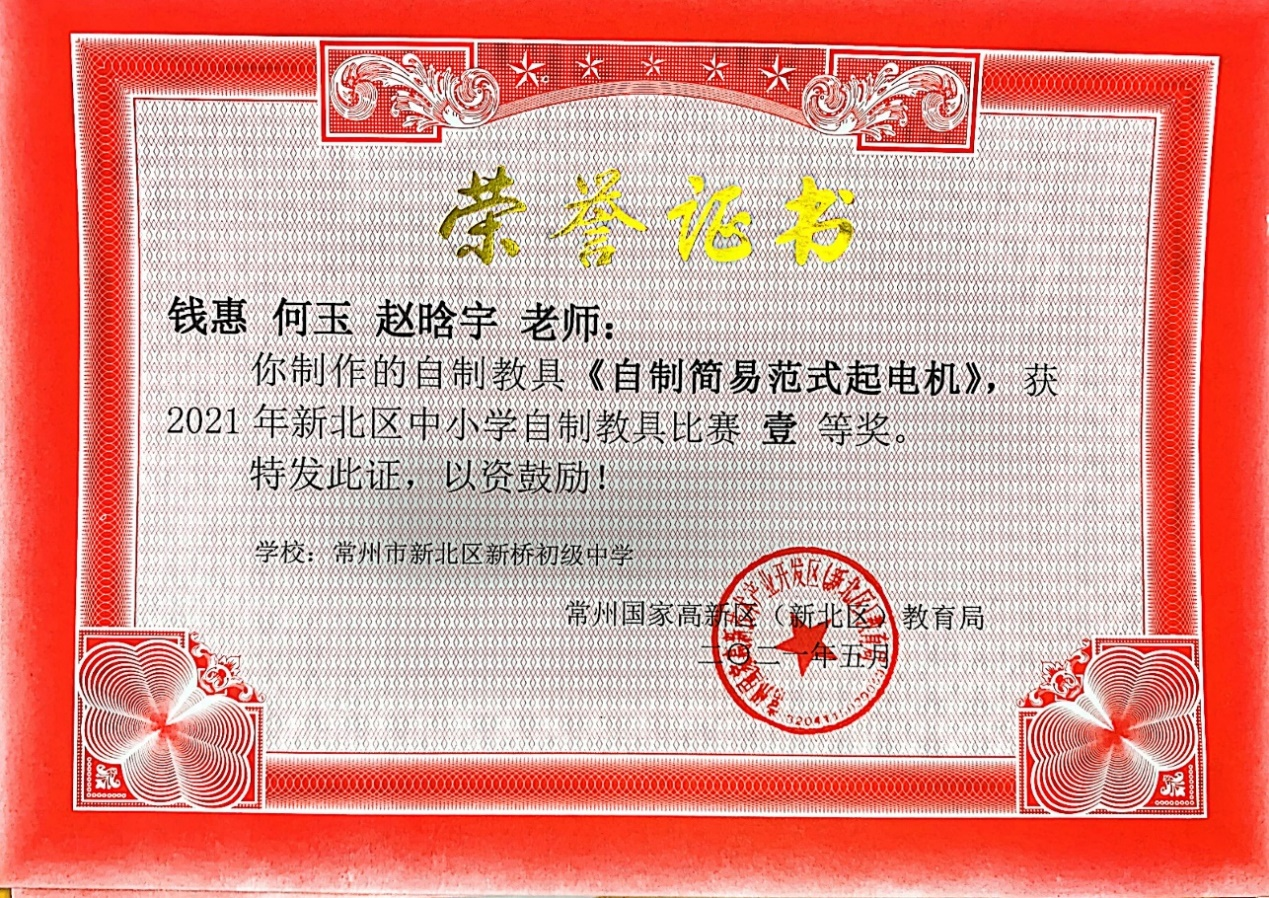 荣誉证书
钱惠 何玉 赵晗宇 老师：
你制作的自制教具《自制简易范式起电机》，获
2021年新北区中小学自制教具比赛 壹 等奖。
特发此证，以资鼓励！
学校：常州市新北区新桥初级中学
常州国家高新区（新北区）教育局
二〇二一年五月